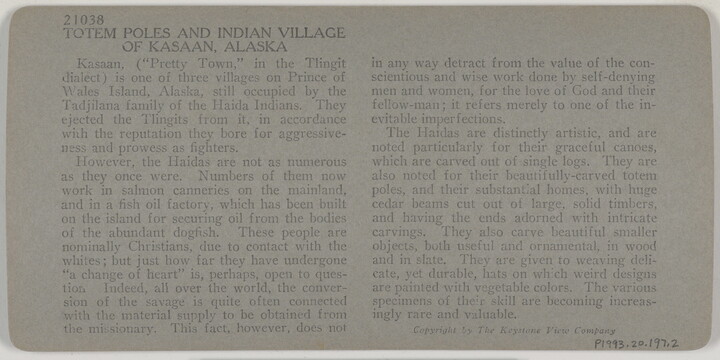 21038
TOTEM POLES AND INDIAN VILLAGE
OF KASAAN, ALASKA
Kasaan, ("Pretty Town," in the Tlingit
dialect) is one of three villages on Prince of
Wales Island, Alaska, still occupied by the
Tadjilana family of the Haida Indians. They
ejected the Tlingits from it, in accordance
with the reputation they bore for aggressive-
ness and prowess as fighters.
However, the Haidas are not as numerous
as they once were. Numbers of them now
work in salmon canneries on the mainland,
and in a fish oil factory, which has been built
on the island for securing oil from the bodies
of the abundant dogfish. These people are
nominally Christians, due to contact with the
whites; but just how far they have undergone
"a change of heart" is, perhaps, open to ques-
tion Indeed, all over the world, the conver-
sion of the savage is quite often connected
with the material supply to be obtained from
the missionary. This fact, however, does not
in any way detract from the value of the con-
scientious and wise work done by self-denying
men and women, for the love of God and their
fellow-man; it refers merely to one of the in-
evitable imperfections.
The Haidas are distinctly artistic, and are
noted particularly for their graceful canoes,
which are carved out of single logs. They are
also noted for their beautifully-carved totem
poles, and their substantial homes, with huge
cedar beams cut out of large, solid timbers,
and having the ends adorned with intricate
carvings. They also carve beautiful smaller
objects, both useful and ornamental, in wood
and in slate. They are given to weaving deli-
cate, yet durable, hats on which weird designs
are painted with vegetable colors. The various
specimens of their skill are becoming increas-
ingly rare and valuable.
Copyright by The Keystone View Company
P1993.20.197.2